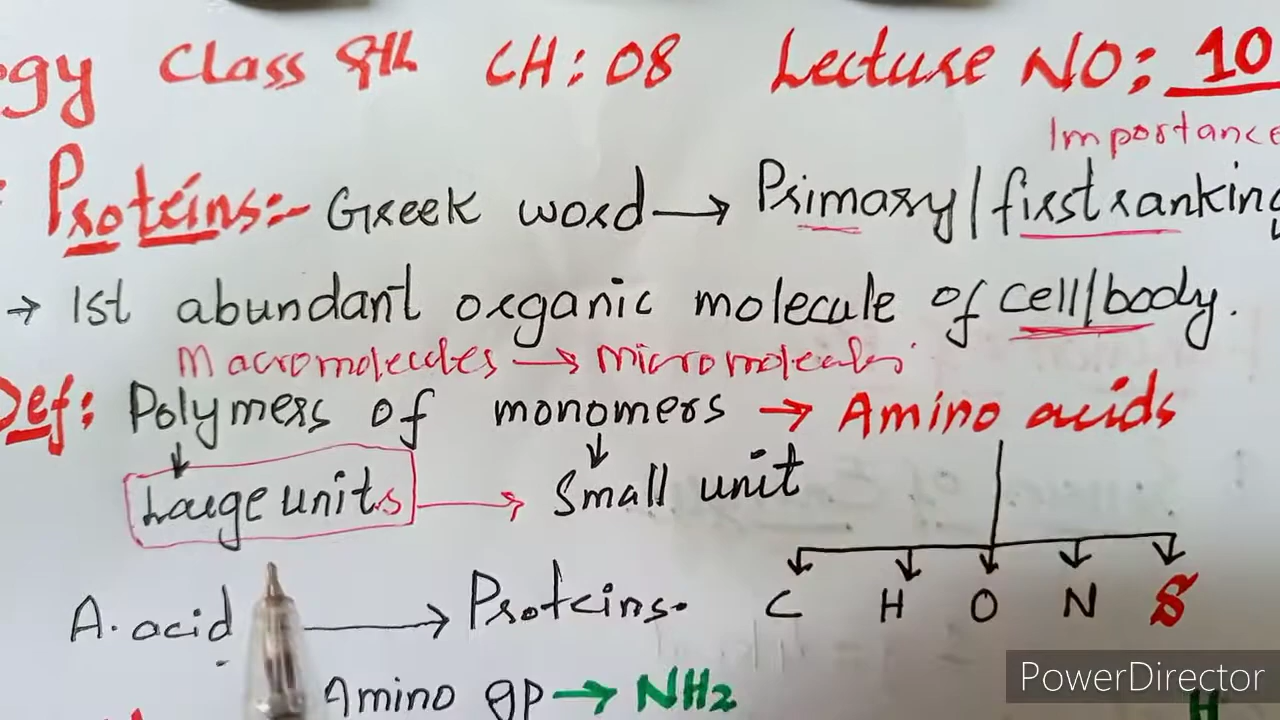 ogy Class 9th CH: 08 Lecture NO: 10
Importance
Proteins:- Greek word → Primary/first ranking
→ 1st abundant organic molecule of cell/body.
Macromolecules → Micromolecules
Def: Polymers of monomers → Amino acids
Large units → Small unit
C H O N S
A. acid → Proteins.
Amino gp → NH2
H
PowerDirector